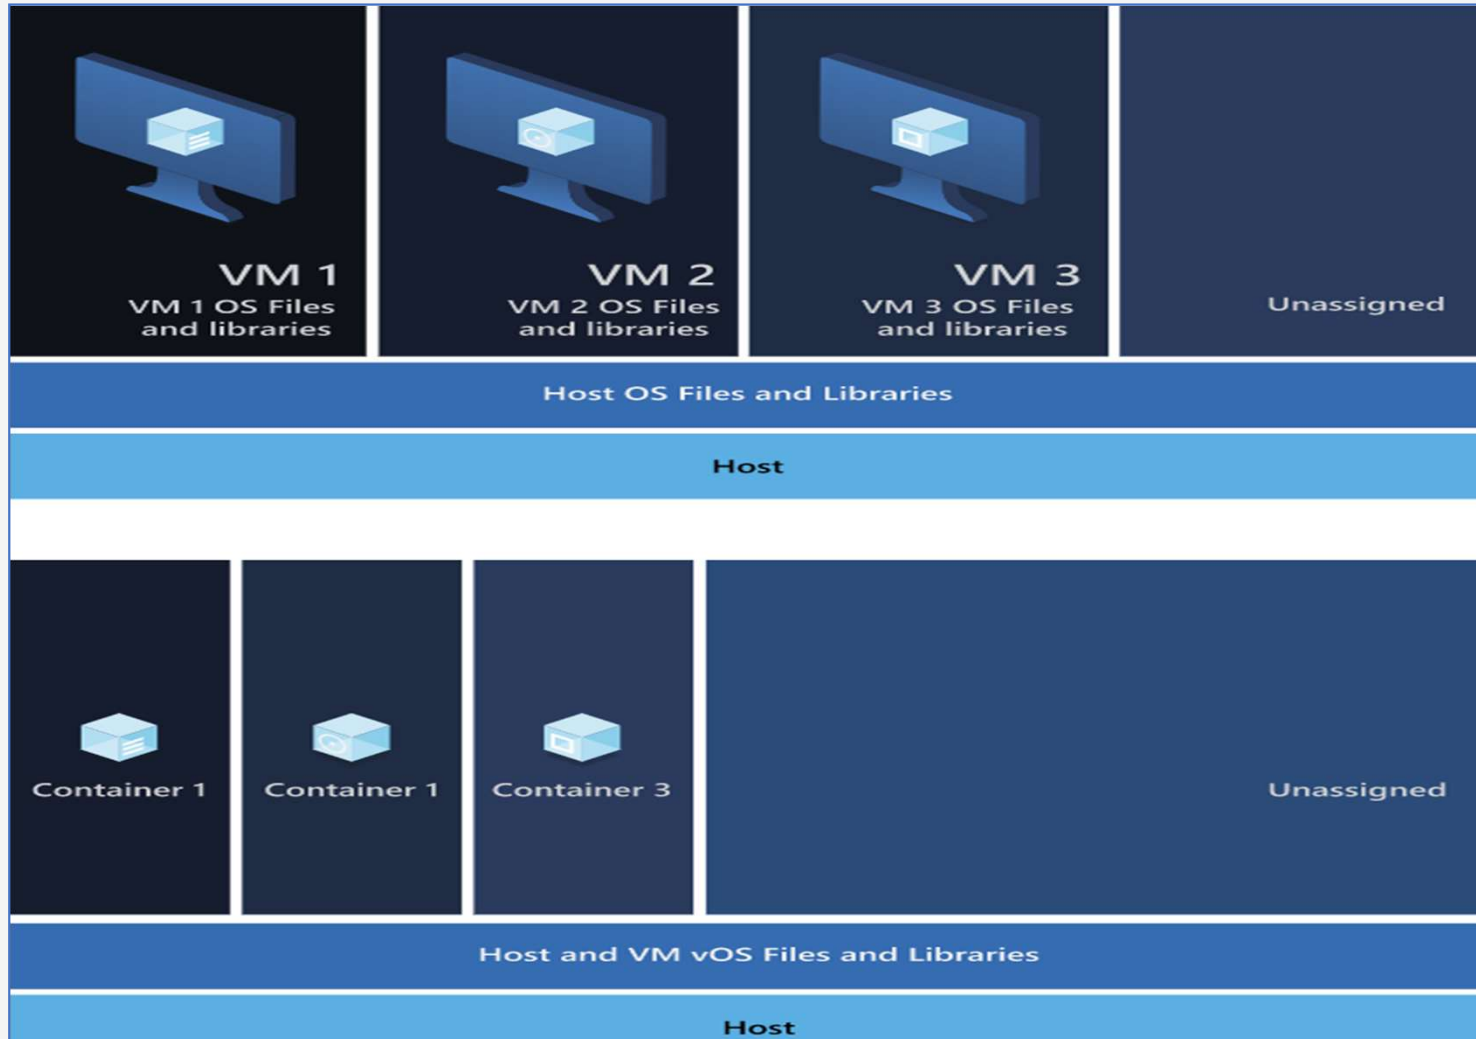 VM 1
VM 1 OS Files
and libraries
VM 2
VM 2 OS Files
and libraries
VM 3
VM 3 OS Files
and libraries
Unassigned
Host OS Files and Libraries
Host
Container 1
Container 1
Container 3
Unassigned
Host and VM vOS Files and Libraries
Host